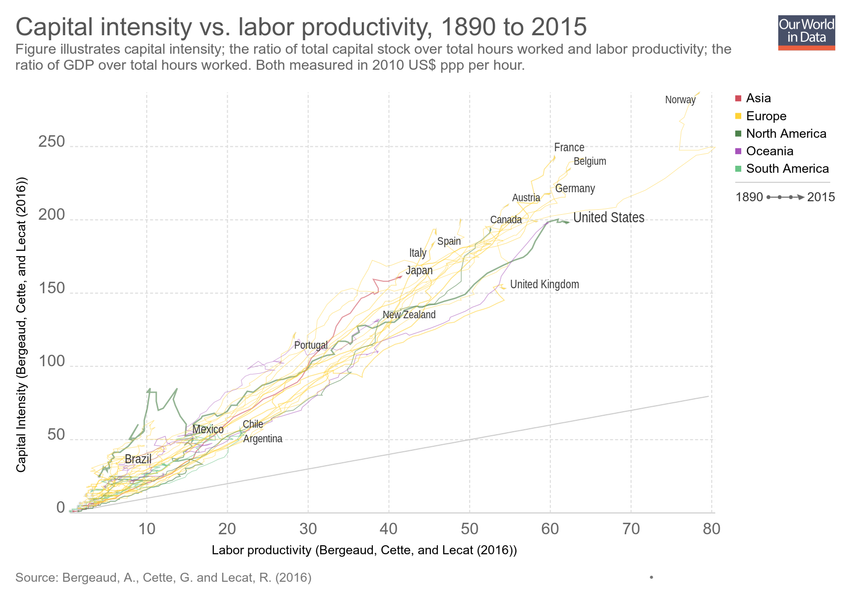 Capital intensity vs. labor productivity, 1890 to 2015
Our World
in Data
Figure illustrates capital intensity; the ratio of total capital stock over total hours worked and labor productivity; the
ratio of GDP over total hours worked. Both measured in 2010 US$ ppp per hour.
Asia
Europe
North America
Oceania
South America
1890 2015
Capital Intensity (Bergeaud, Cette, and Lecat (2016))
250
200
150
100
50
0
Norway
France
Belgium
Germany
Austria
United States
Canada
Spain
Italy
Japan
United Kingdom
New Zealand
Portugal
Mexico
Chile
Argentina
Brazil
10 20 30 40 50 60 70 80
Labor productivity (Bergeaud, Cette, and Lecat (2016))
Source: Bergeaud, A., Cette, G. and Lecat, R. (2016)